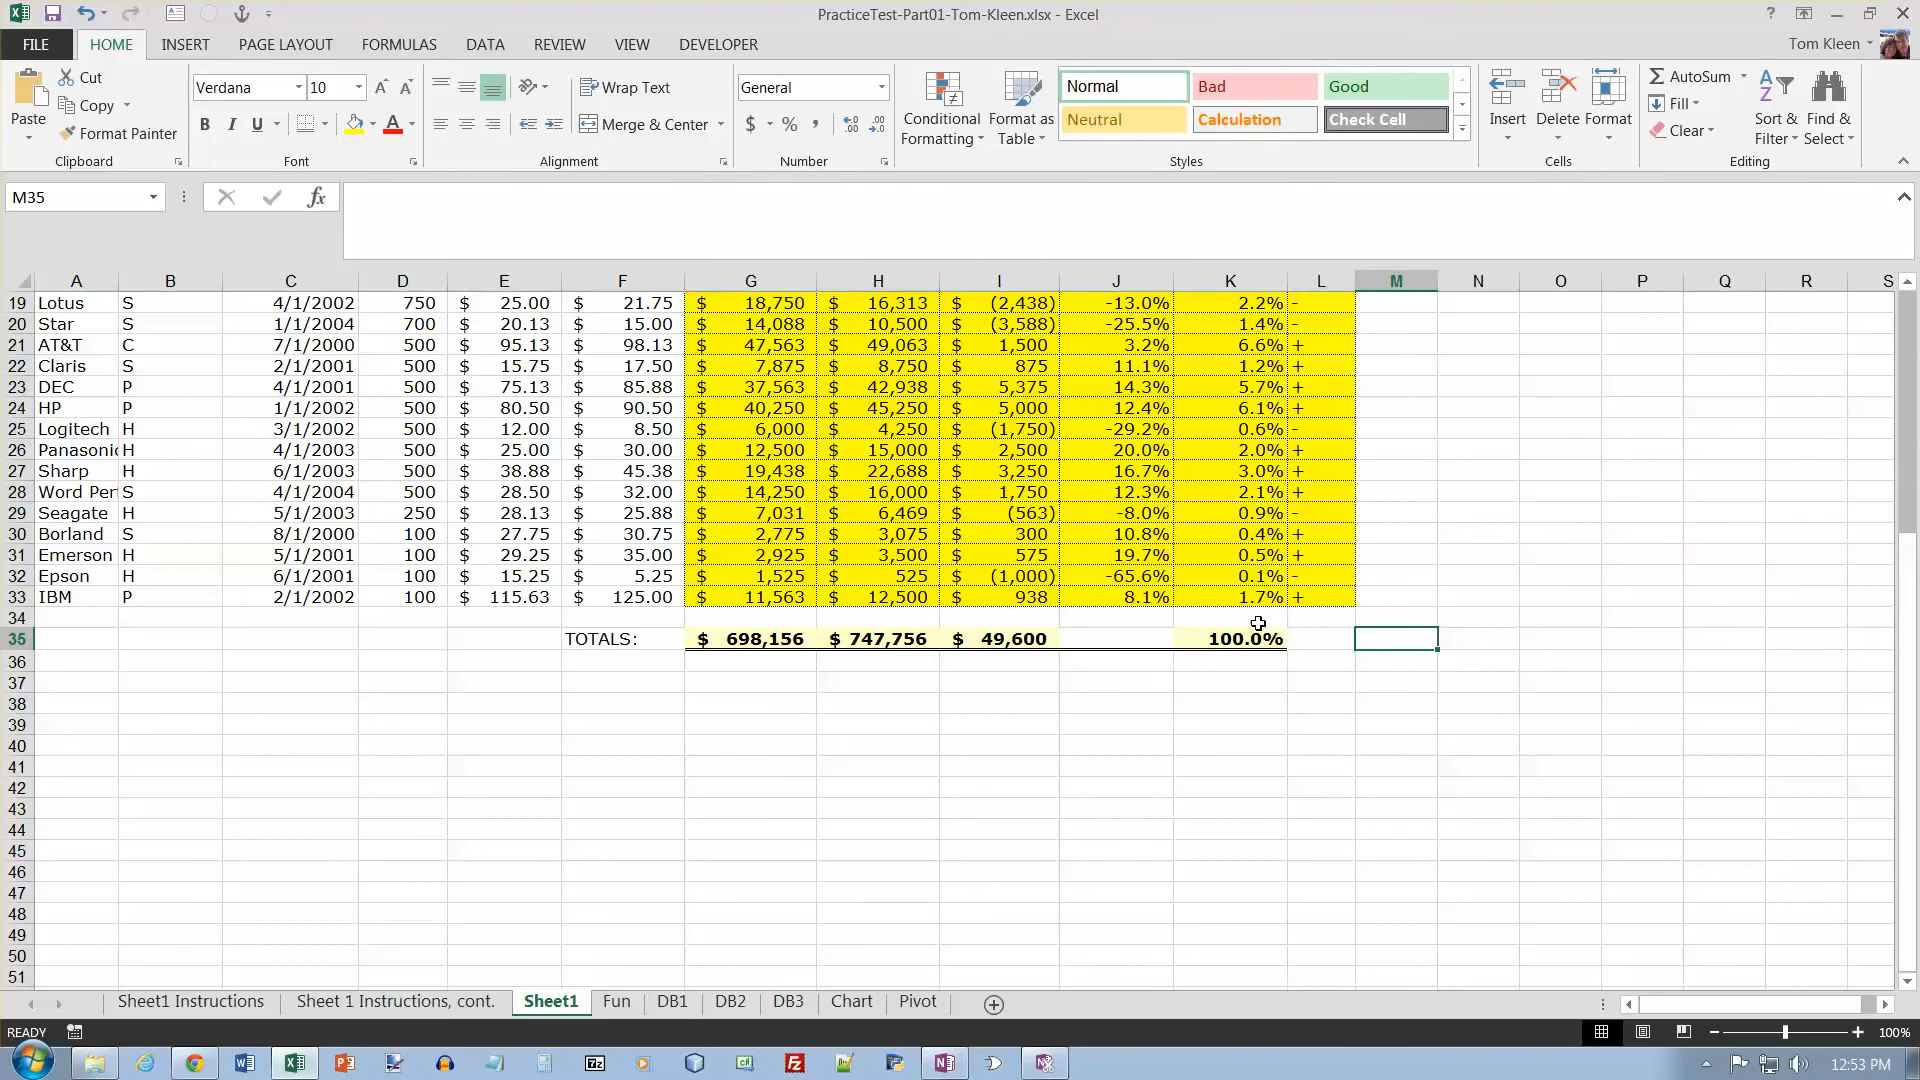 PracticeTest-Part01-Tom-Kleen.xlsx - Excel
FILE HOME INSERT PAGE LAYOUT FORMULAS DATA REVIEW VIEW DEVELOPER Tom Kleen
Paste
Cut
Copy
Format Painter
Clipboard
Verdana 10
B I U
Font
Wrap Text
Merge & Center
Alignment
General
$ % ,
Number
Conditional Formatting
Format as Table
Normal Bad Good
Neutral Calculation Check Cell
Styles
Insert Delete Format
Cells
AutoSum
Fill
Clear
Sort & Filter
Find & Select
Editing
M35 fx
A B C D E F G H I J K L M N O P Q R S
19 Lotus S 4/1/2002 750 $ 25.00 $ 21.75 $ 18,750 $ 16,313 $ (2,438) -13.0% 2.2% -
20 Star S 1/1/2004 700 $ 20.13 $ 15.00 $ 14,088 $ 10,500 $ (3,588) -25.5% 1.4% -
21 AT&T C 7/1/2000 500 $ 95.13 $ 98.13 $ 47,563 $ 49,063 $ 1,500 3.2% 6.6% +
22 Claris S 2/1/2001 500 $ 15.75 $ 17.50 $ 7,875 $ 8,750 $ 875 11.1% 1.2% +
23 DEC P 4/1/2001 500 $ 75.13 $ 85.88 $ 37,563 $ 42,938 $ 5,375 14.3% 5.7% +
24 HP P 1/1/2002 500 $ 80.50 $ 90.50 $ 40,250 $ 45,250 $ 5,000 12.4% 6.1% +
25 Logitech H 3/1/2002 500 $ 12.00 $ 8.50 $ 6,000 $ 4,250 $ (1,750) -29.2% 0.6% -
26 Panasonic H 4/1/2003 500 $ 25.00 $ 30.00 $ 12,500 $ 15,000 $ 2,500 20.0% 2.0% +
27 Sharp H 6/1/2003 500 $ 38.88 $ 45.38 $ 19,438 $ 22,688 $ 3,250 16.7% 3.0% +
28 Word Per S 4/1/2004 500 $ 28.50 $ 32.00 $ 14,250 $ 16,000 $ 1,750 12.3% 2.1% +
29 Seagate H 5/1/2003 250 $ 28.13 $ 25.88 $ 7,031 $ 6,469 $ (563) -8.0% 0.9% -
30 Borland S 8/1/2000 100 $ 27.75 $ 30.75 $ 2,775 $ 3,075 $ 300 10.8% 0.4% +
31 Emerson H 5/1/2001 100 $ 29.25 $ 35.00 $ 2,925 $ 3,500 $ 575 19.7% 0.5% +
32 Epson H 6/1/2001 100 $ 15.25 $ 5.25 $ 1,525 $ 525 $ (1,000) -65.6% 0.1% -
33 IBM P 2/1/2002 100 $ 115.63 $ 125.00 $ 11,563 $ 12,500 $ 938 8.1% 1.7% +
34
35 TOTALS: $ 698,156 $ 747,756 $ 49,600 100.0%
36
37
38
39
40
41
42
43
44
45
46
47
48
49
50
51
Sheet1 Instructions Sheet 1 Instructions, cont. Sheet1 Fun DB1 DB2 DB3 Chart Pivot
READY 100%
12:53 PM